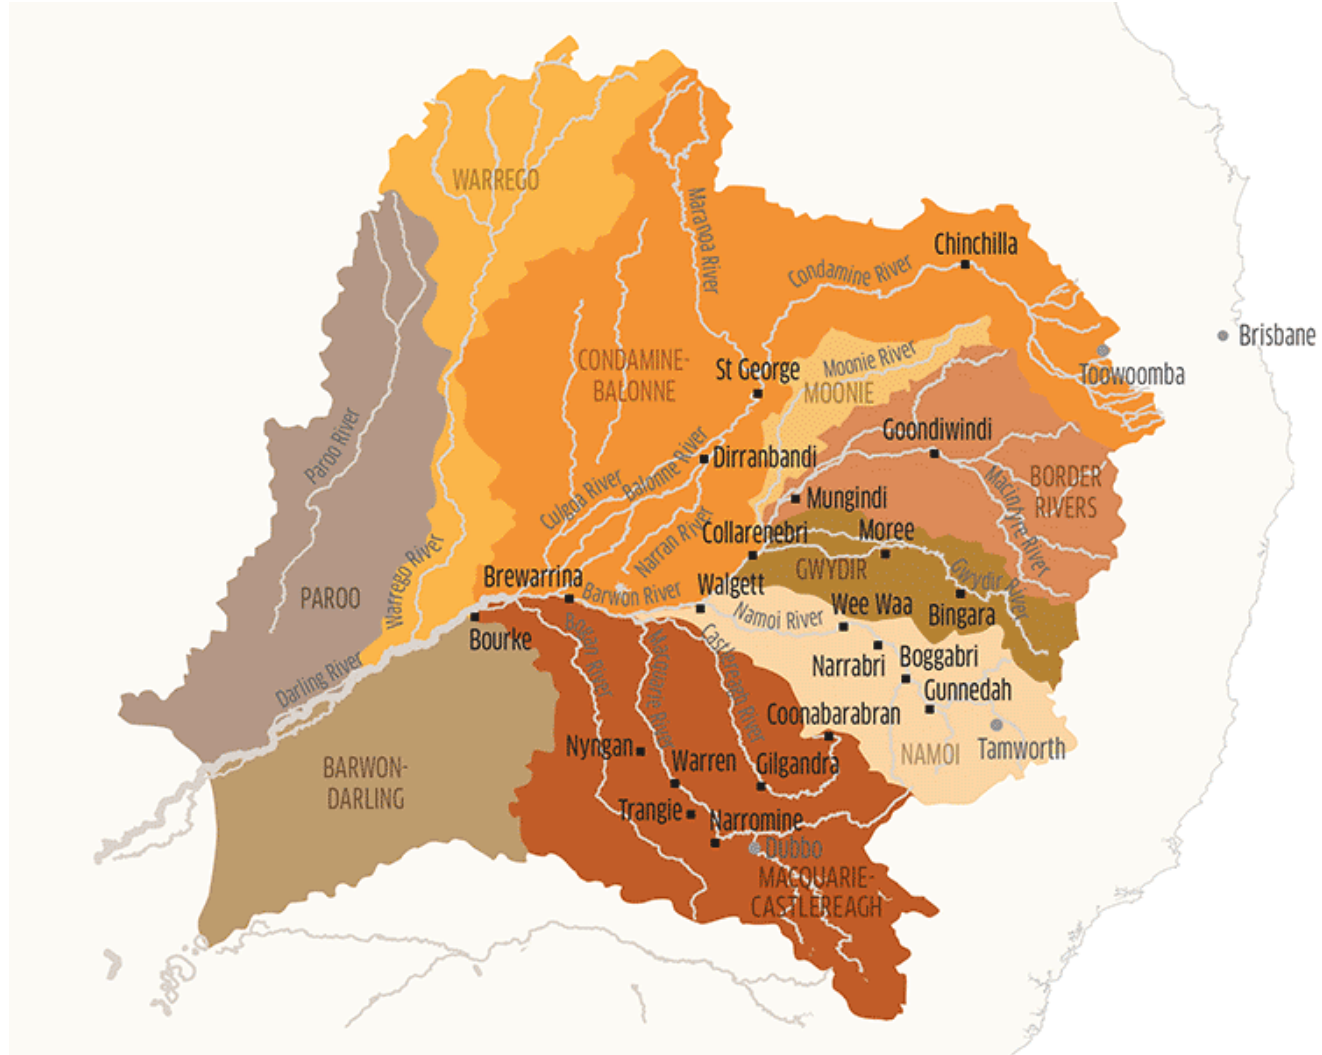 WARREGO
Maranoa River
Condamine River
Chinchilla
Brisbane
Toowoomba
CONDAMINE-
BALONNE
St George
Moonie River
MOONIE
Paroo River
Goondiwindi
Culgoa River
Balonne River
Dirranbandi
BORDER
RIVERS
Macintyre River
Mungindi
Narran River
Collarenebri
Moree
GWYDIR
Gwydir River
Warrego River
PAROO
Brewarrina
Barwon River
Walgett
Namoi River
Wee Waa
Bingara
Bourke
Bokan River
Macquarie River
Castlereagh River
Narrabri
Boggabri
Gunnedah
Darling River
Coonabarabran
NAMOI
Tamworth
BARWON-
DARLING
Nyngan
Warren
Gilgandra
Trangie
Narromine
Dubbo
MACQUARIE-
CASTLEREAGH